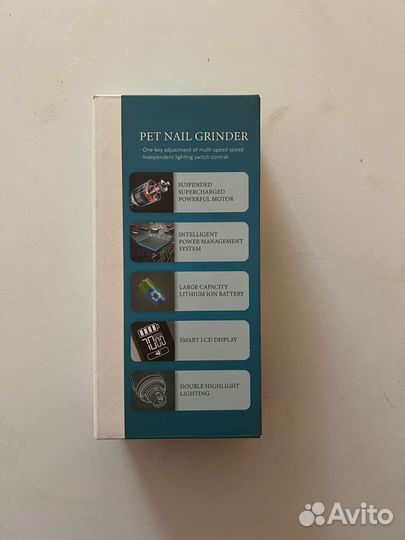 PET NAIL GRINDER
- One-key adjustment of multi-speed speed
- Independent lighting switch control
SUSPENDED
SUPERCHARGED
POWERFUL MOTOR
INTELLIGENT
POWER MANAGEMENT
SYSTEM
LARGE CAPACITY
LITHIUM ION BATTERY
7000
SMART LCD DISPLAY
DOUBLE HIGHLIGHT
LIGHTING
Avito